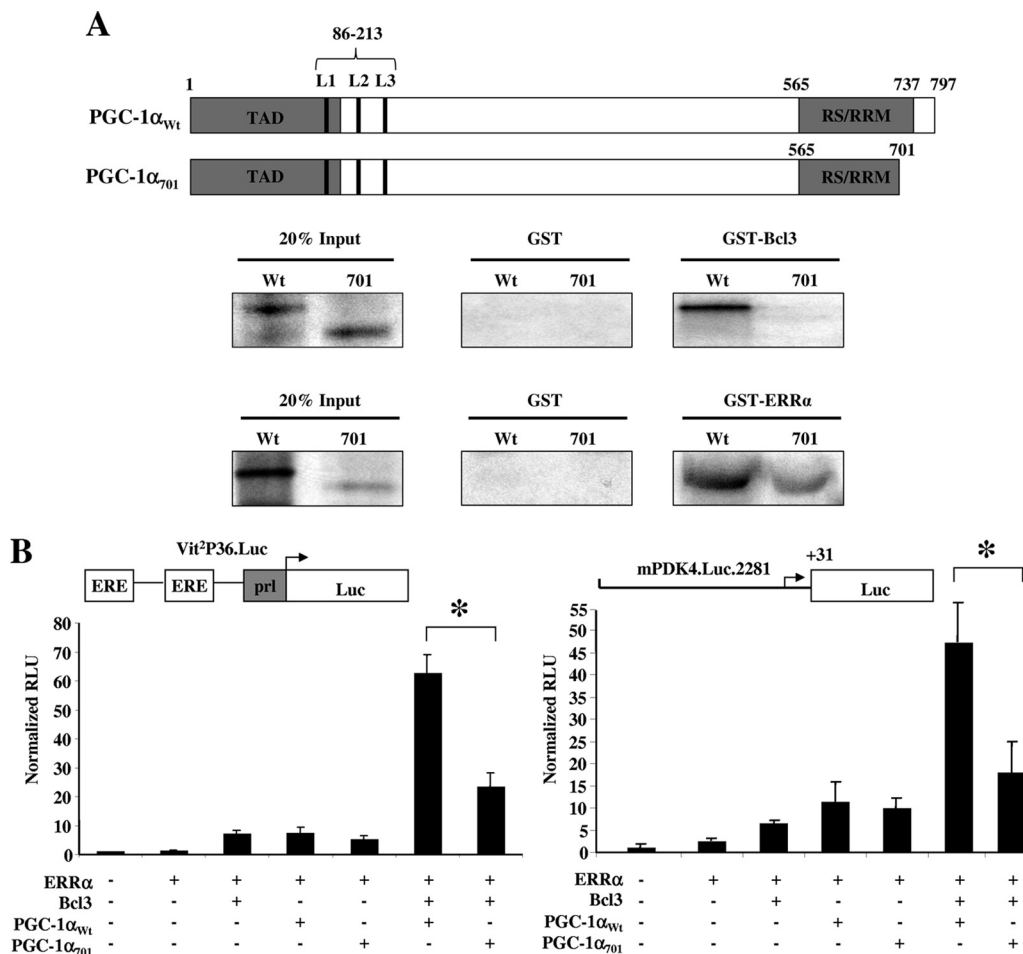 A
86-213
1 L1 L2 L3 565 737 797
PGC-1αWt TAD RS/RRM
565 701
PGC-1α701 TAD RS/RRM
20% Input GST GST-Bcl3
Wt 701 Wt 701 Wt 701
20% Input GST GST-ERRα
Wt 701 Wt 701 Wt 701
B
Vit²P36.Luc
ERE ERE prl Luc
*
Normalized RLU
80
70
60
50
40
30
20
10
0
ERRα - + + + + + +
Bcl3 - - + - - + +
PGC-1αWt - - - + - + -
PGC-1α701 - - - - + - +
mPDK4.Luc.2281 +31
Luc
*
Normalized RLU
55
50
45
40
35
30
25
20
15
10
5
0
ERRα - + + + + + +
Bcl3 - - + - - + +
PGC-1αWt - - - + - + -
PGC-1α701 - - - - + - +